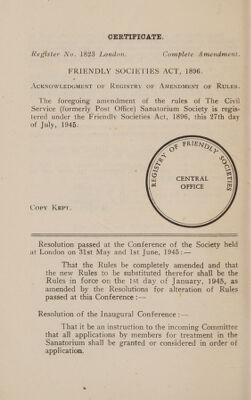 CERTIFICATE.
Register No. 1823 London. Complete Amendment.
FRIENDLY SOCIETIES ACT, 1896.
ACKNOWLEDGMENT OF REGISTRY OF AMENDMENT OF RULES.
The foregoing amendment of the rules of The Civil
Service (formerly Post Office) Sanatorium Society is regis-
tered under the Friendly Societies Act, 1896, this 27th day
of July, 1945.
REGISTRY OF FRIENDLY SOCIETIES
CENTRAL
OFFICE
COPY KEPT.
Resolution passed at the Conference of the Society held
at London on 31st May and 1st June, 1945:—
That the Rules be completely amended and that
the new Rules to be substituted therefor shall be the
Rules in force on the 1st day of January, 1945, as
amended by the Resolutions for alteration of Rules
passed at this Conference:—
Resolution of the Inaugural Conference:—
That it be an instruction to the incoming Committee
that all applications by members for treatment in the
Sanatorium shall be granted or considered in order of
application.